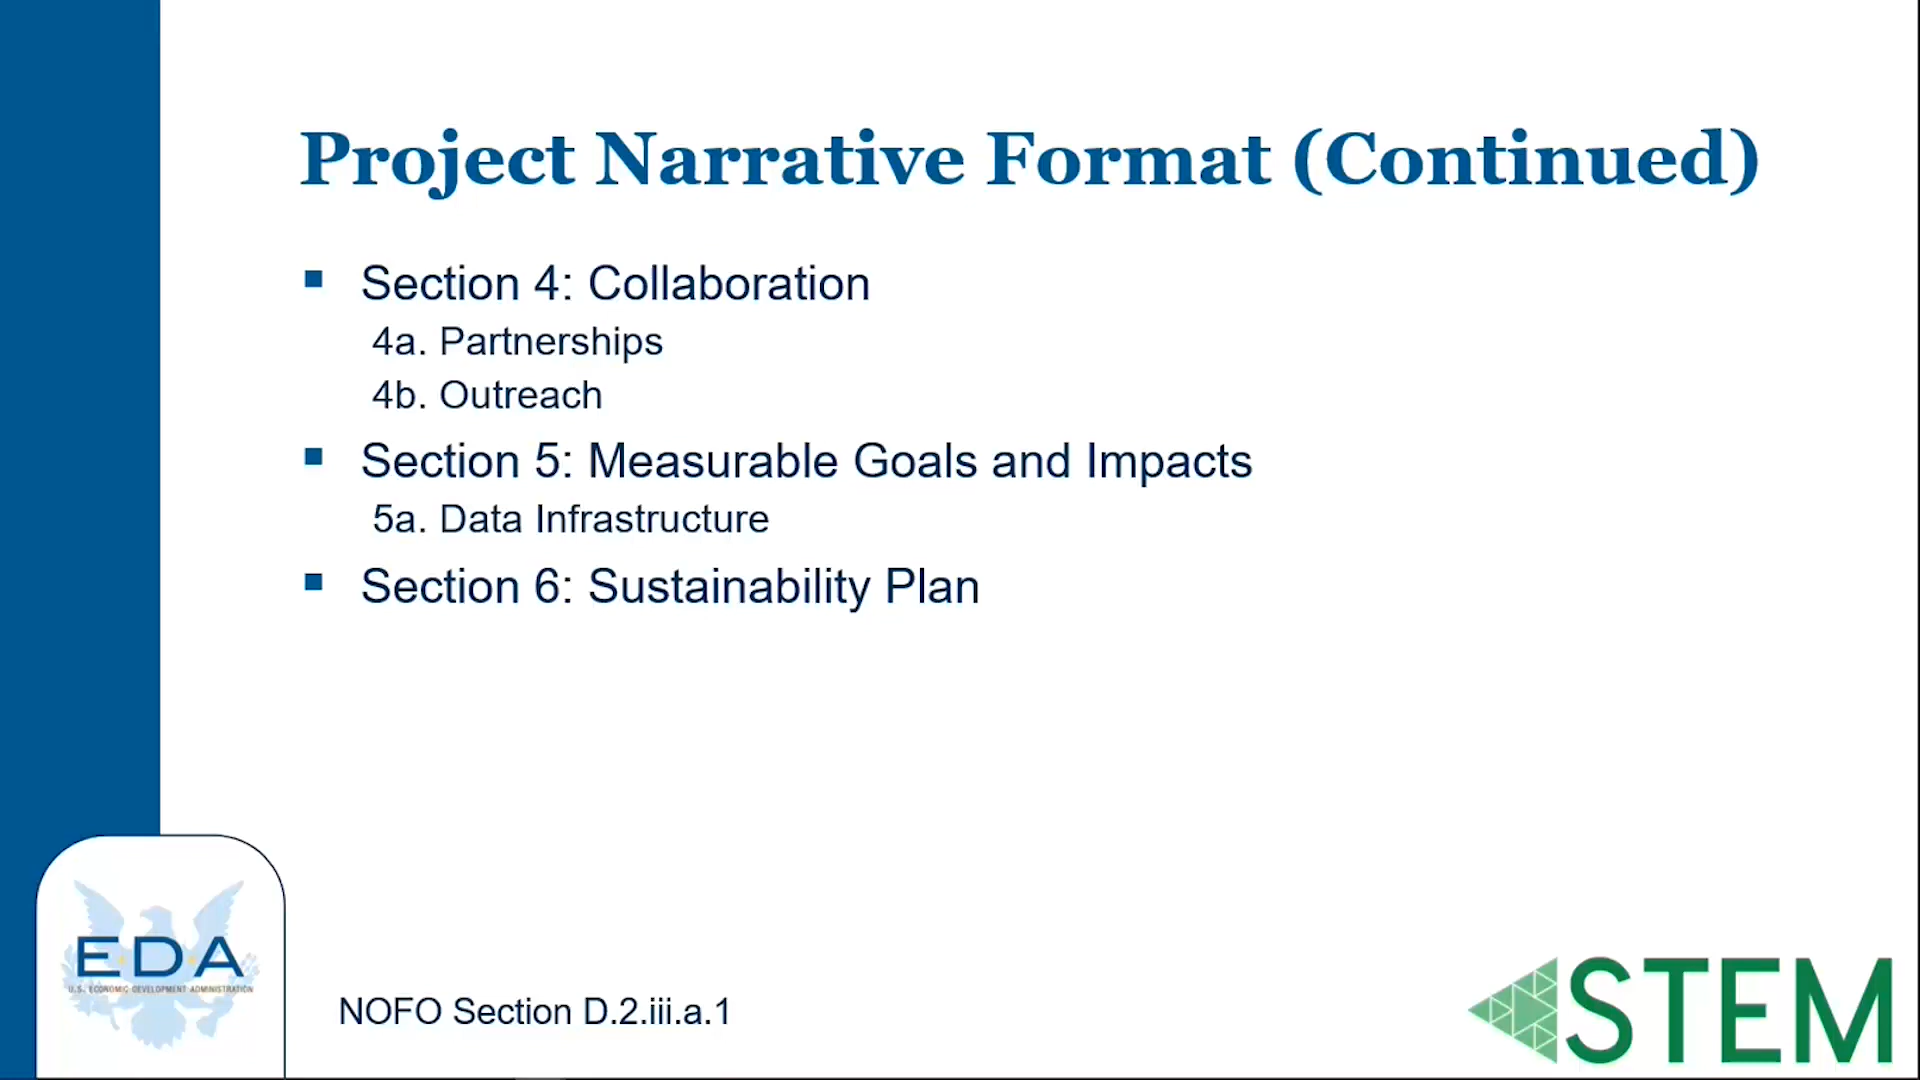 Project Narrative Format (Continued)
Section 4: Collaboration
4a. Partnerships
4b. Outreach
Section 5: Measurable Goals and Impacts
5a. Data Infrastructure
Section 6: Sustainability Plan
EDA
U.S. ECONOMIC DEVELOPMENT ADMINISTRATION
NOFO Section D.2.iii.a.1
STEM